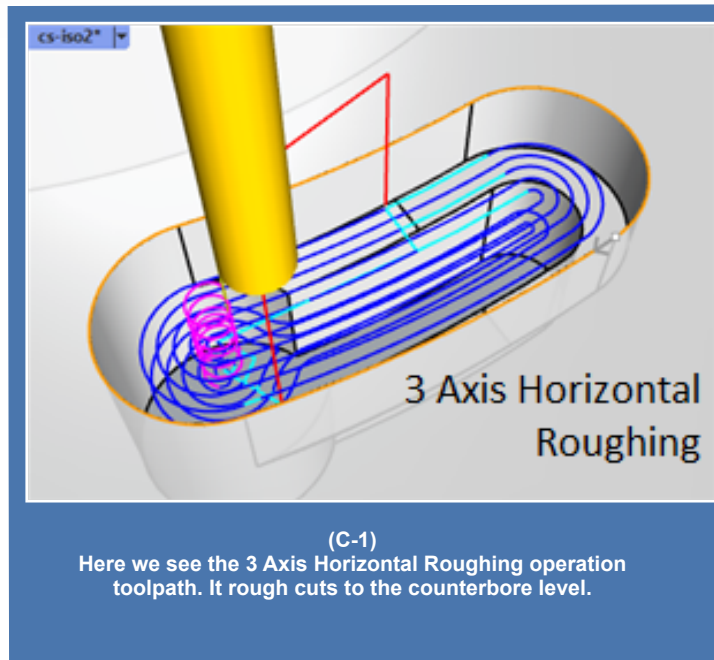 cs-iso2*
3 Axis Horizontal
Roughing
(C-1)
Here we see the 3 Axis Horizontal Roughing operation
toolpath. It rough cuts to the counterbore level.